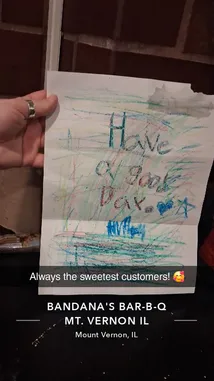 Have
a good
Day.
Always the sweetest customers! 🥰
BANDANA'S BAR-B-Q
MT. VERNON IL
Mount Vernon, IL